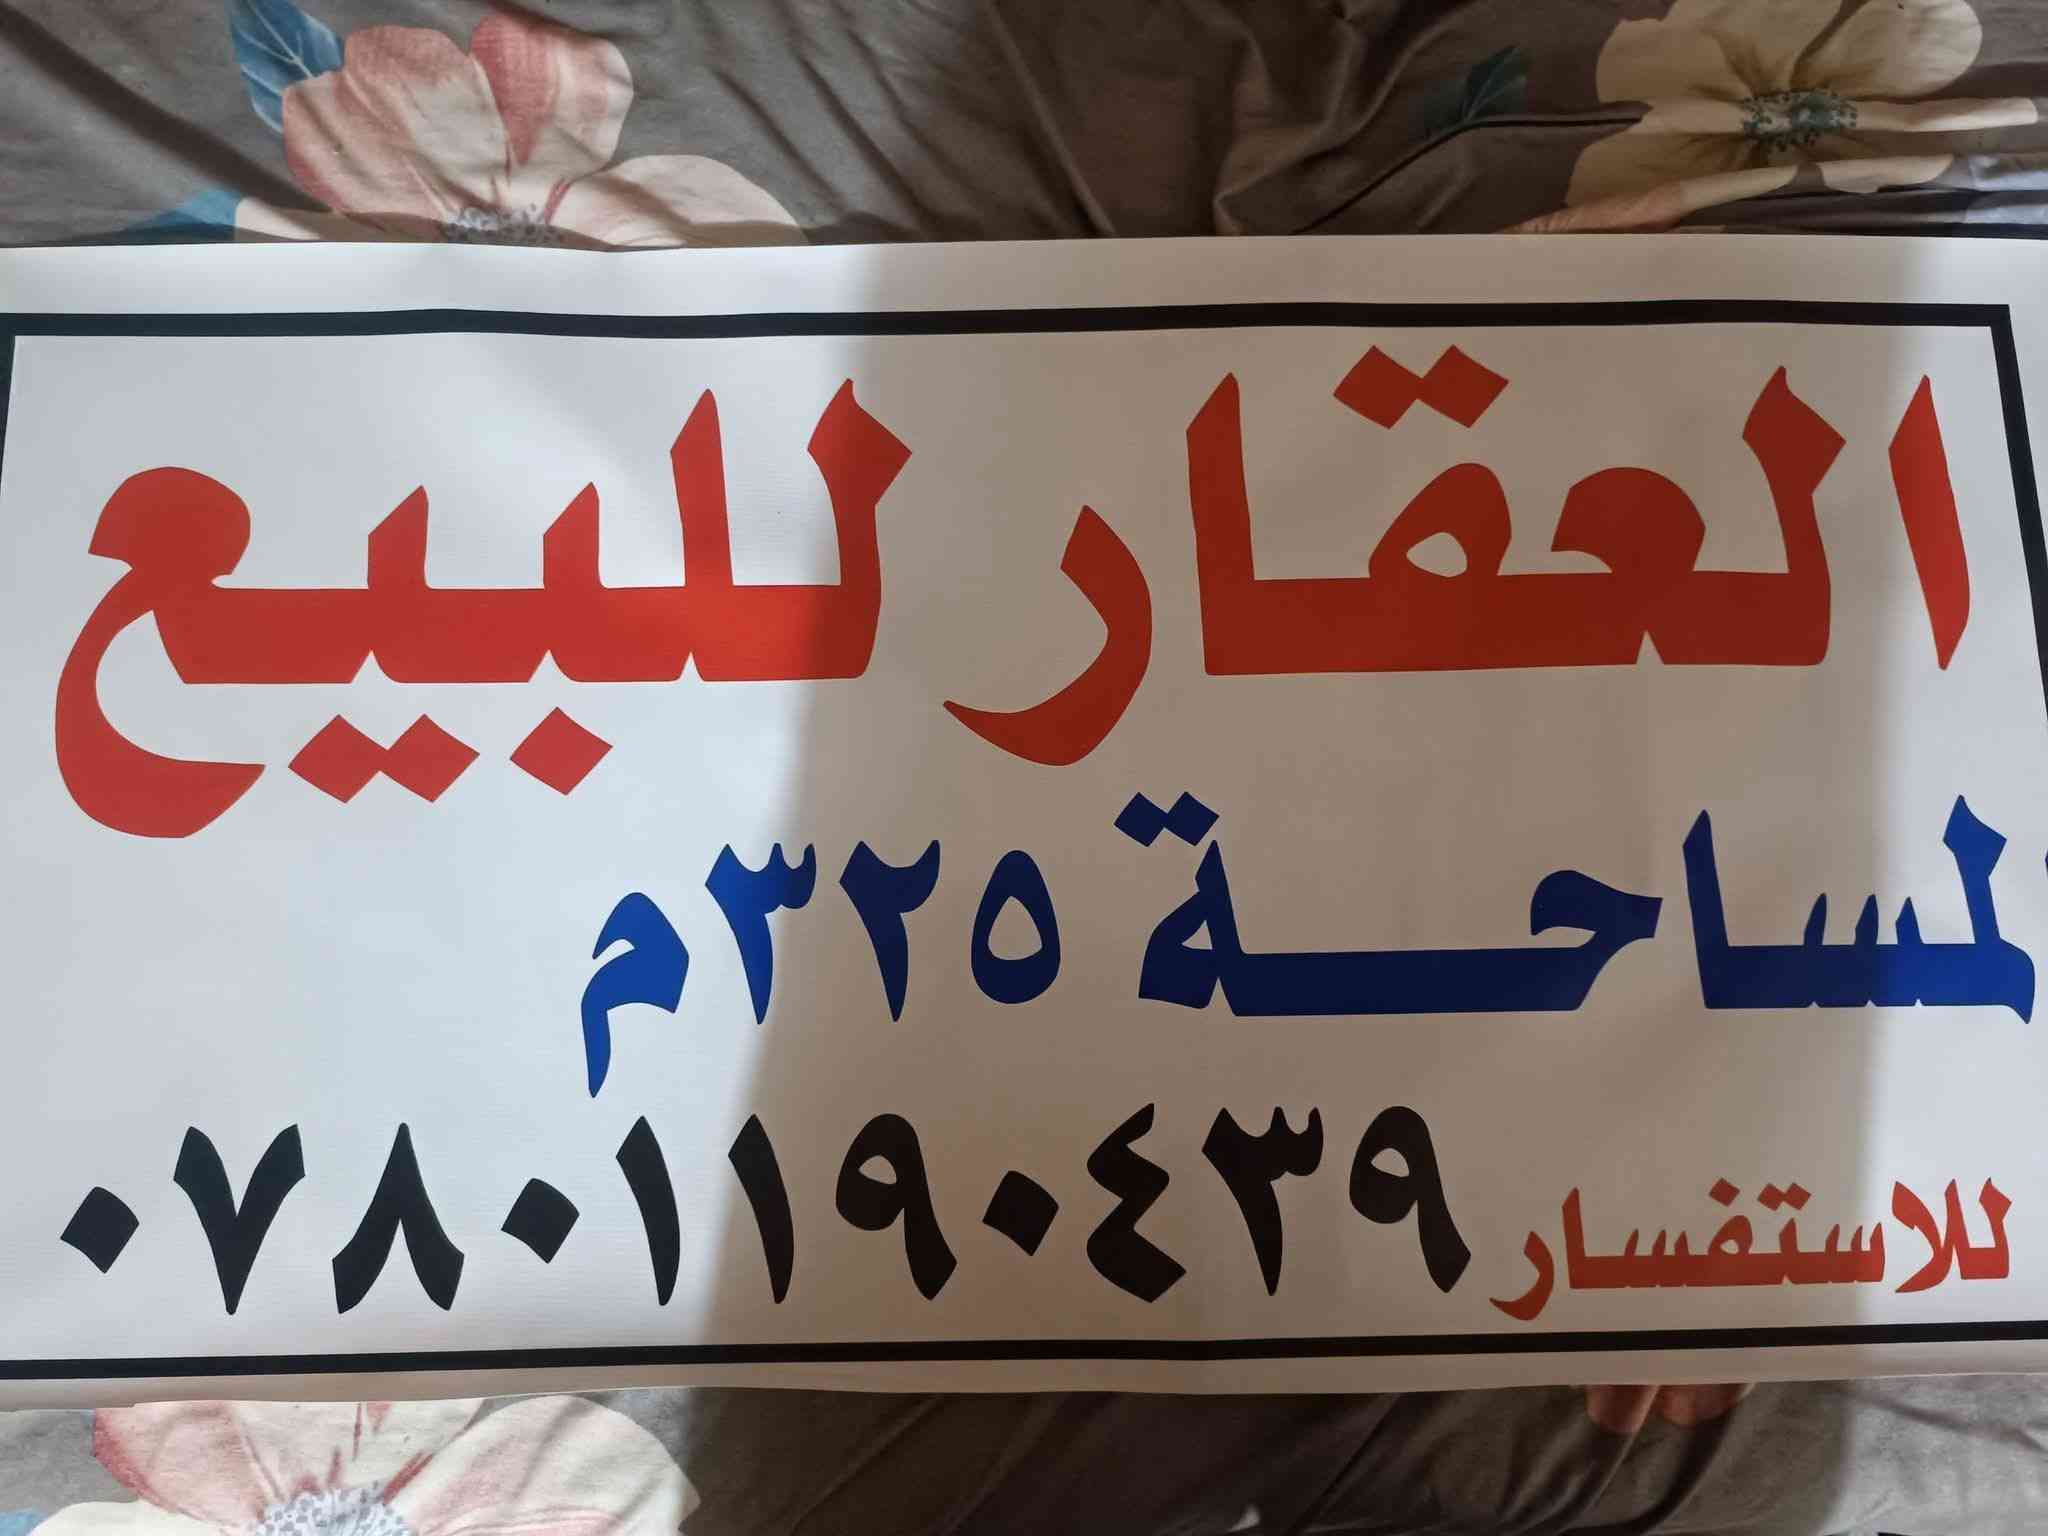 العقار للبيع
المساحة ٣٢٥م
للاستفسار ٠٧٨٠١١٩٠٤٣٩